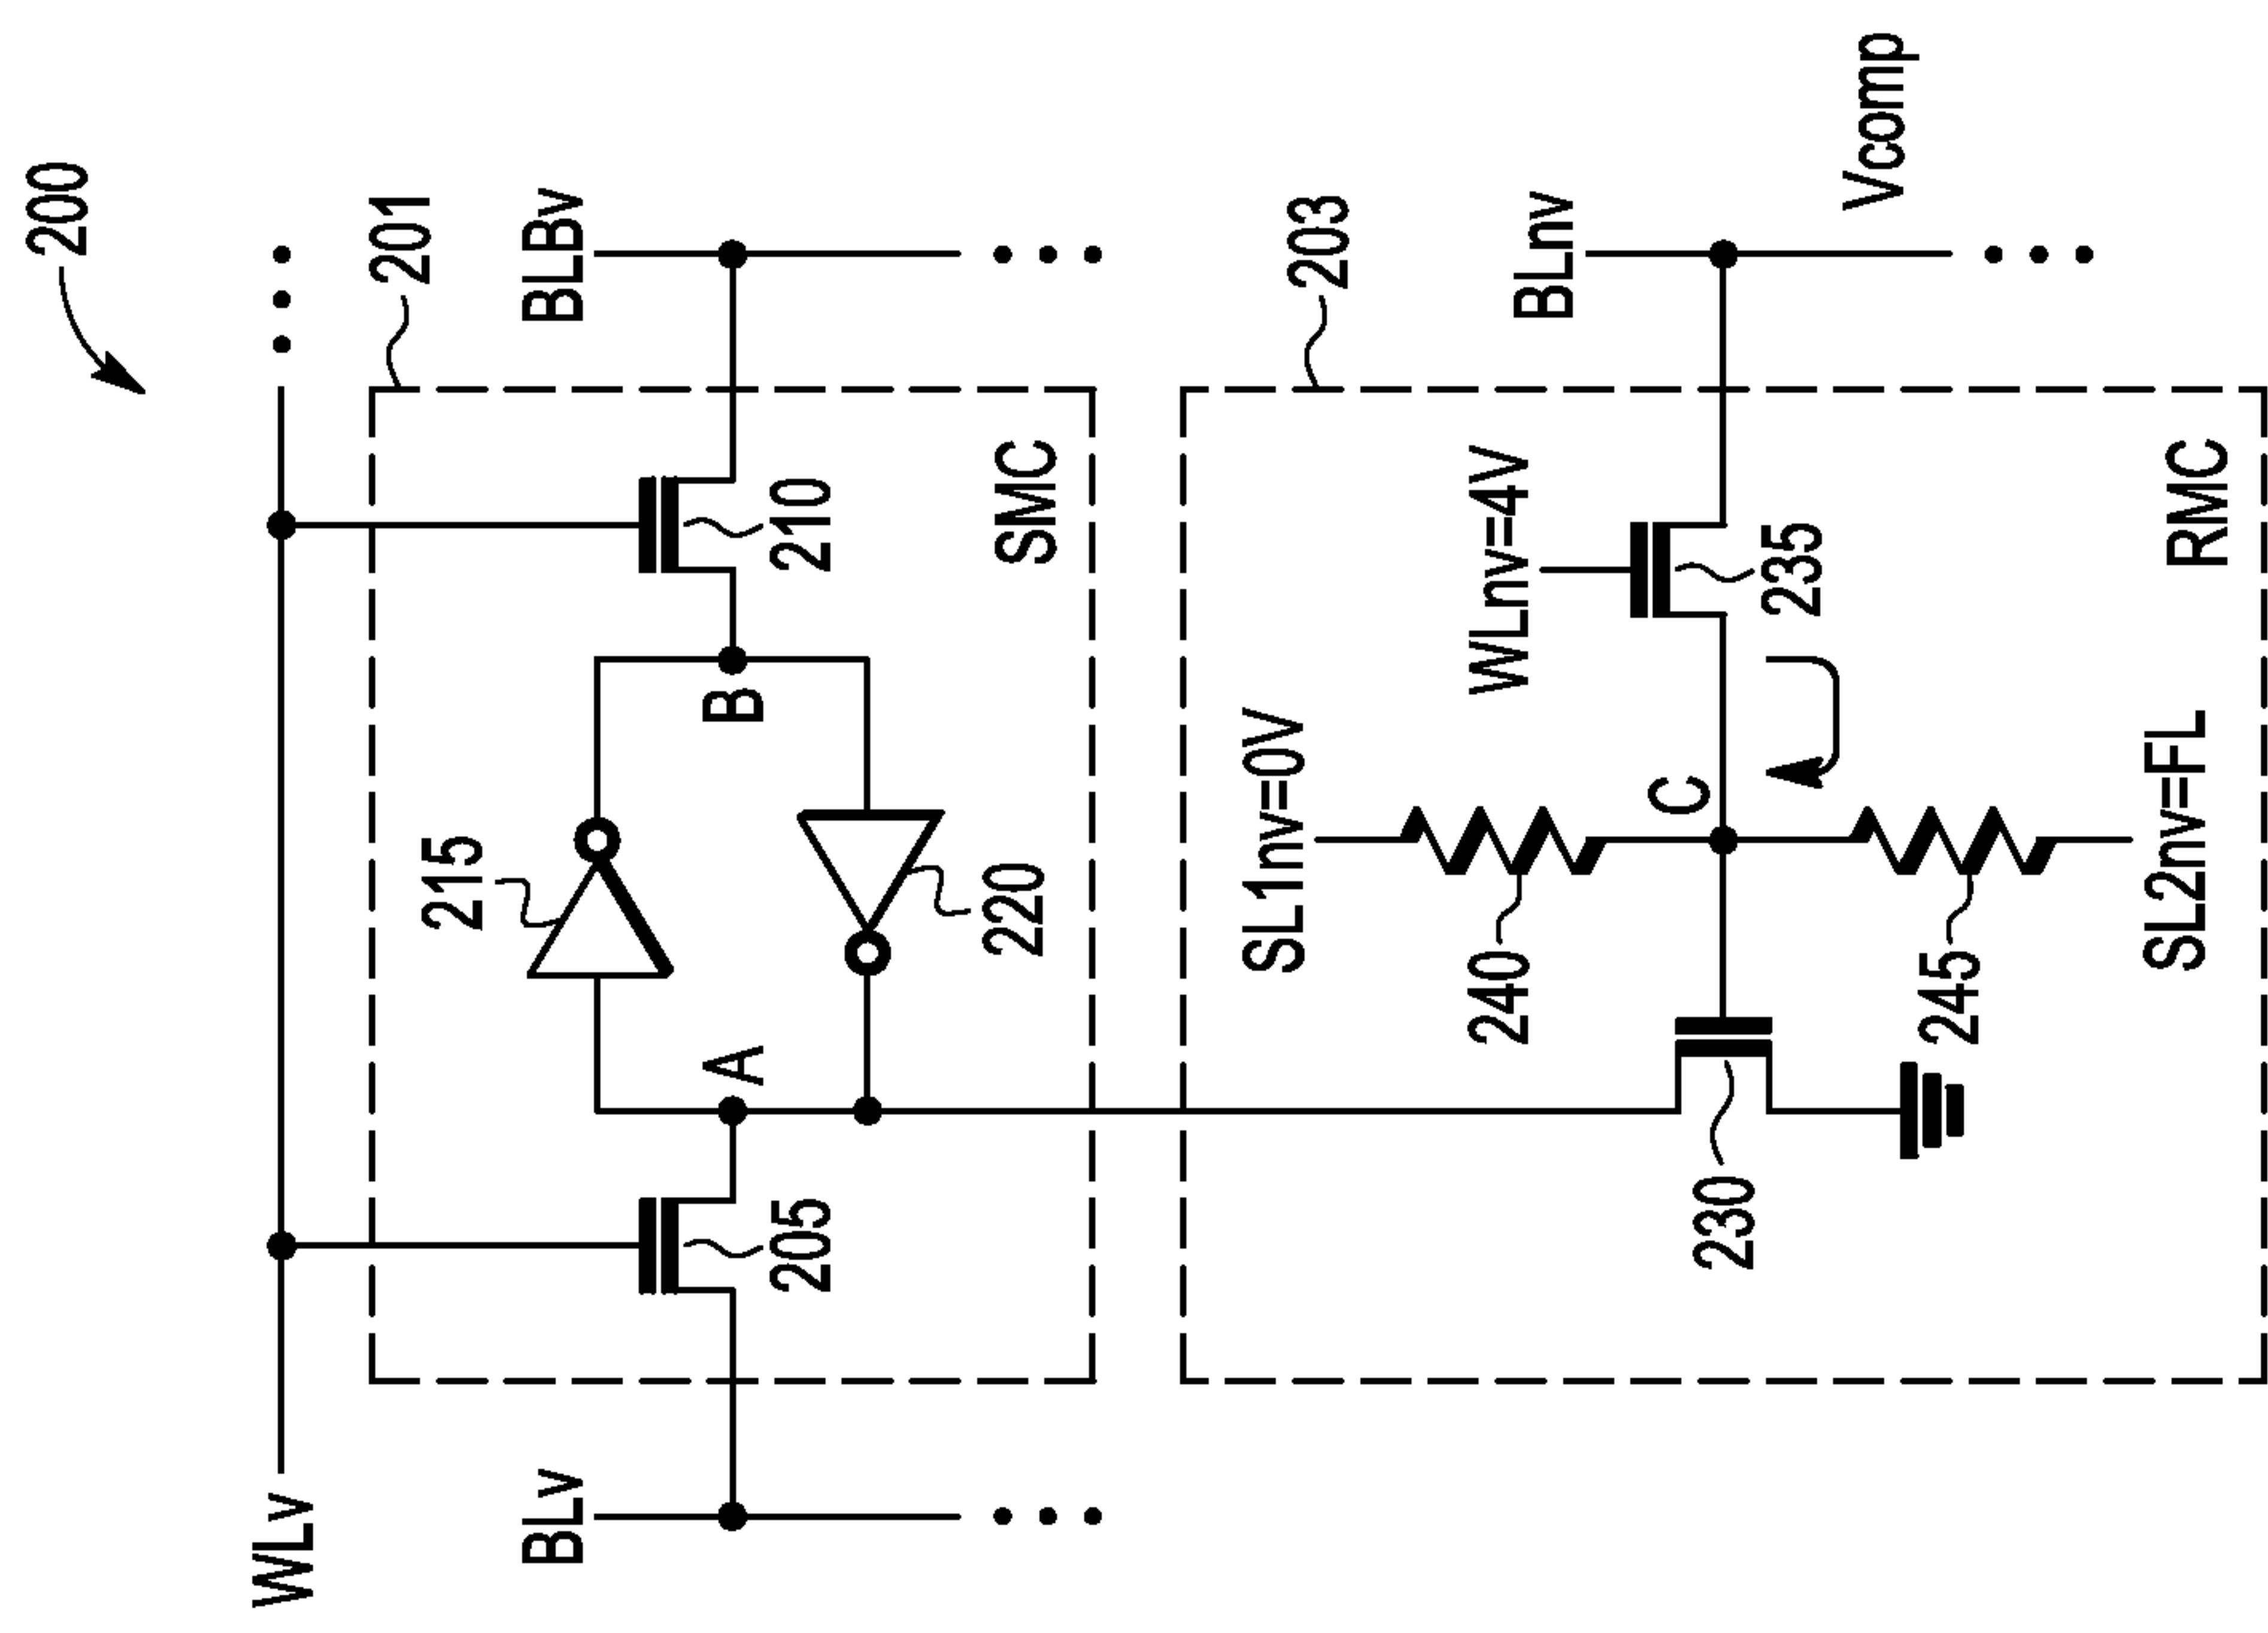 200
WLv
201
BLv
BLBv
205
A
215
B
210
220
SMC
203
SL1nv=0V
WLnv=4V
BLnv
240
C
235
230
245
Vcomp
SL2nv=FL
RMC